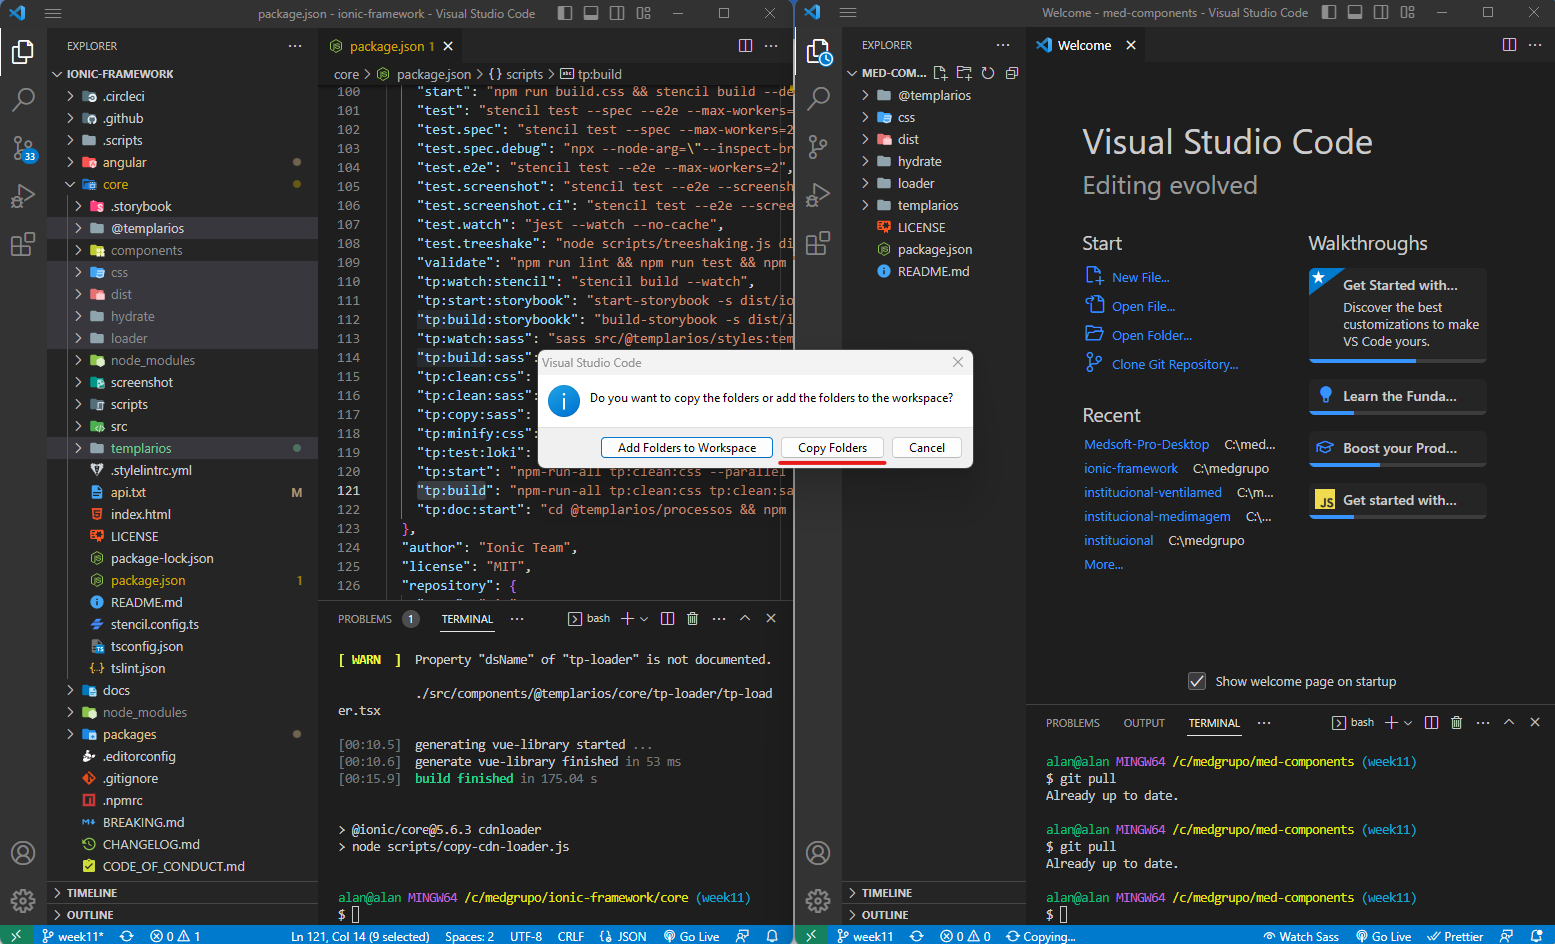 package.json - ionic-framework - Visual Studio Code
EXPLORER
IONIC-FRAMEWORK
.circleci
.github
.scripts
angular
core
.storybook
@templarios
components
css
dist
hydrate
loader
node_modules
screenshot
scripts
src
templarios
.stylelintrc.yml
api.txt M
index.html
LICENSE
package-lock.json
package.json 1
README.md
stencil.config.ts
tsconfig.json
tslint.json
docs
node_modules
packages
.editorconfig
.gitignore
.npmrc
BREAKING.md
CHANGELOG.md
CODE_OF_CONDUCT.md
TIMELINE
OUTLINE
33
package.json 1
core > package.json > {} scripts > abc tp:build
100 "start": "npm run build.css && stencil build --de
101 "test": "stencil test --spec --e2e --max-workers=
102 "test.spec": "stencil test --spec --max-workers=2
103 "test.spec.debug": "npx --node-arg=\"--inspect-br
104 "test.e2e": "stencil test --e2e --max-workers=2",
105 "test.screenshot": "stencil test --e2e --screensh
106 "test.screenshot.ci": "stencil test --e2e --scree
107 "test.watch": "jest --watch --no-cache",
108 "test.treeshake": "node scripts/treeshaking.js di
109 "validate": "npm run lint && npm run test && npm
110 "tp:watch:stencil": "stencil build --watch",
111 "tp:start:storybook": "start-storybook -s dist/io
112 "tp:build:storybookk": "build-storybook -s dist/i
113 "tp:watch:sass": "sass src/@templarios/styles:tem
114 "tp:build:sass":
115 "tp:clean:css":
116 "tp:clean:sass":
117 "tp:copy:sass":
118 "tp:minify:css":
119 "tp:test:loki":
120 "tp:start": "npm-run-all tp:clean:css --parallel
121 "tp:build": "npm-run-all tp:clean:css tp:clean:sa
122 "tp:doc:start": "cd @templarios/processos && npm
123 },
124 "author": "Ionic Team",
125 "license": "MIT",
126 "repository": {
PROBLEMS 1 TERMINAL bash
[ WARN ] Property "dsName" of "tp-loader" is not documented.
./src/components/@templarios/core/tp-loader/tp-load
er.tsx
[00:10.5] generating vue-library started ...
[00:10.6] generate vue-library finished in 53 ms
[00:15.9] build finished in 175.04 s
> @ionic/core@5.6.3 cdnloader
> node scripts/copy-cdn-loader.js
alan@alan MINGW64 /c/medgrupo/ionic-framework/core (week11)
$
week11* 0 1 Ln 121, Col 14 (9 selected) Spaces: 2 UTF-8 CRLF {} JSON Go Live
Visual Studio Code
Do you want to copy the folders or add the folders to the workspace?
Add Folders to Workspace Copy Folders Cancel
Welcome - med-components - Visual Studio Code
EXPLORER
MED-COM...
@templarios
css
dist
hydrate
loader
templarios
LICENSE
package.json
README.md
TIMELINE
OUTLINE
Welcome
Visual Studio Code
Editing evolved
Start
New File...
Open File...
Open Folder...
Clone Git Repository...
Recent
Medsoft-Pro-Desktop C:\med...
ionic-framework C:\medgrupo
institucional-ventilamed C:\m...
institucional-medimagem C:\...
institucional C:\medgrupo
More...
Walkthroughs
Get Started with...
Discover the best
customizations to make
VS Code yours.
Learn the Funda...
Boost your Prod...
JS Get started with...
Show welcome page on startup
PROBLEMS OUTPUT TERMINAL bash
alan@alan MINGW64 /c/medgrupo/med-components (week11)
$ git pull
Already up to date.
alan@alan MINGW64 /c/medgrupo/med-components (week11)
$ git pull
Already up to date.
alan@alan MINGW64 /c/medgrupo/med-components (week11)
$
week11 0 0 Copying... Watch Sass Go Live Prettier